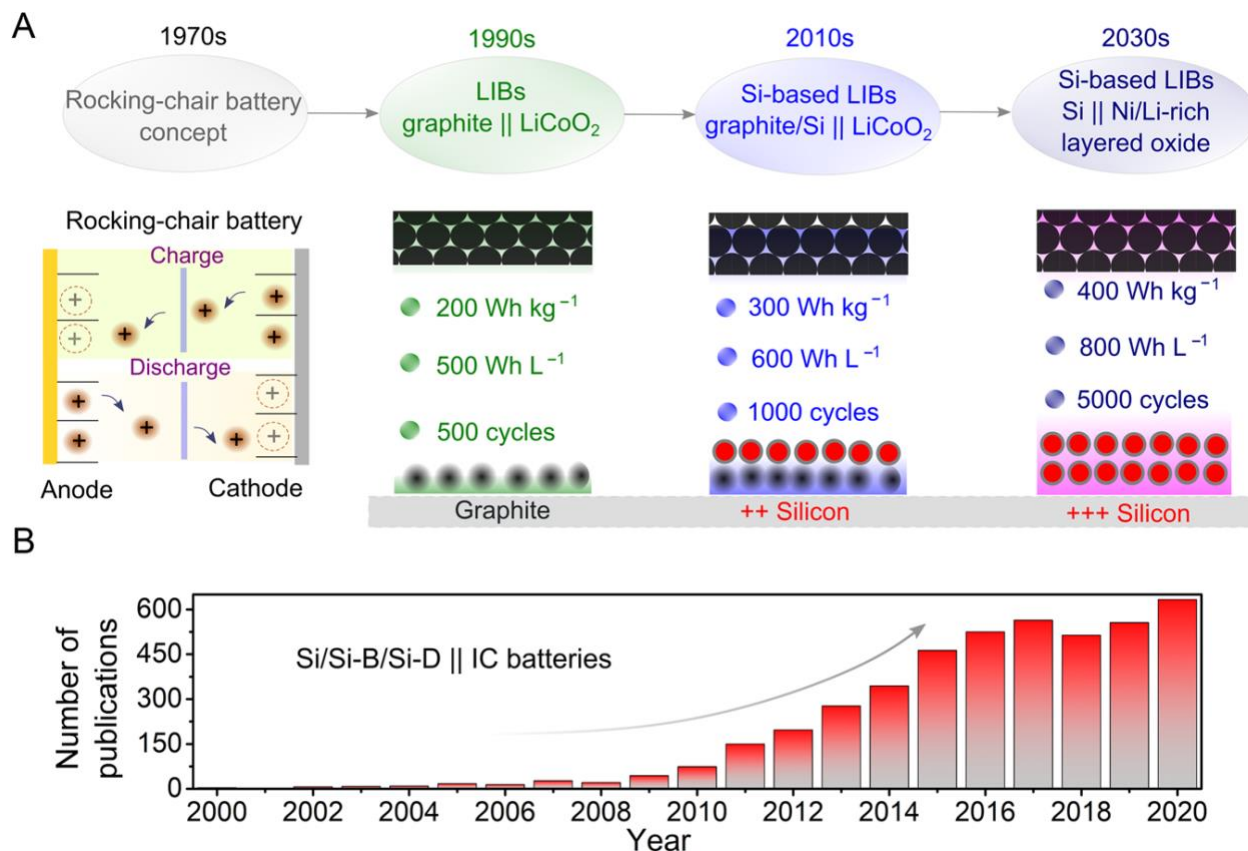 A
1970s
Rocking-chair battery
concept
1990s
LIBs
graphite || LiCoO₂
2010s
Si-based LIBs
graphite/Si || LiCoO₂
2030s
Si-based LIBs
Si || Ni/Li-rich
layered oxide
Rocking-chair battery
Charge
+ + + + + +
Discharge
+ + + + + +
Anode
Cathode
200 Wh kg⁻¹
500 Wh L⁻¹
500 cycles
Graphite
300 Wh kg⁻¹
600 Wh L⁻¹
1000 cycles
++ Silicon
400 Wh kg⁻¹
800 Wh L⁻¹
5000 cycles
+++ Silicon
B
Number of
publications
600
450
300
150
0
Si/Si-B/Si-D || IC batteries
2000 2002 2004 2006 2008 2010 2012 2014 2016 2018 2020
Year